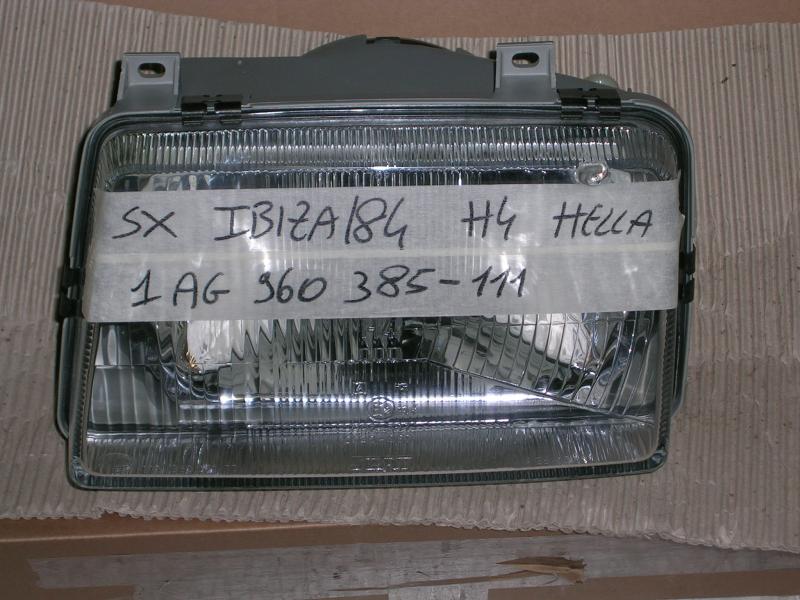 SX IBIZA/84 H4 HELLA
1 AG 960 385-111